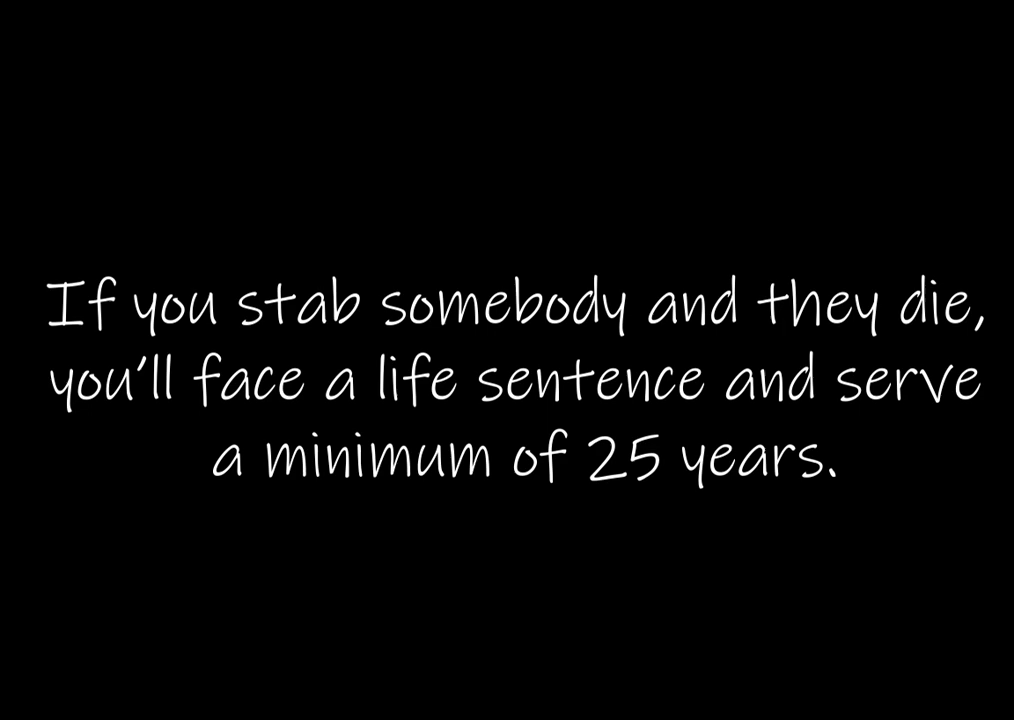 If you stab somebody and they die,
you'll face a life sentence and serve
a minimum of 25 years.